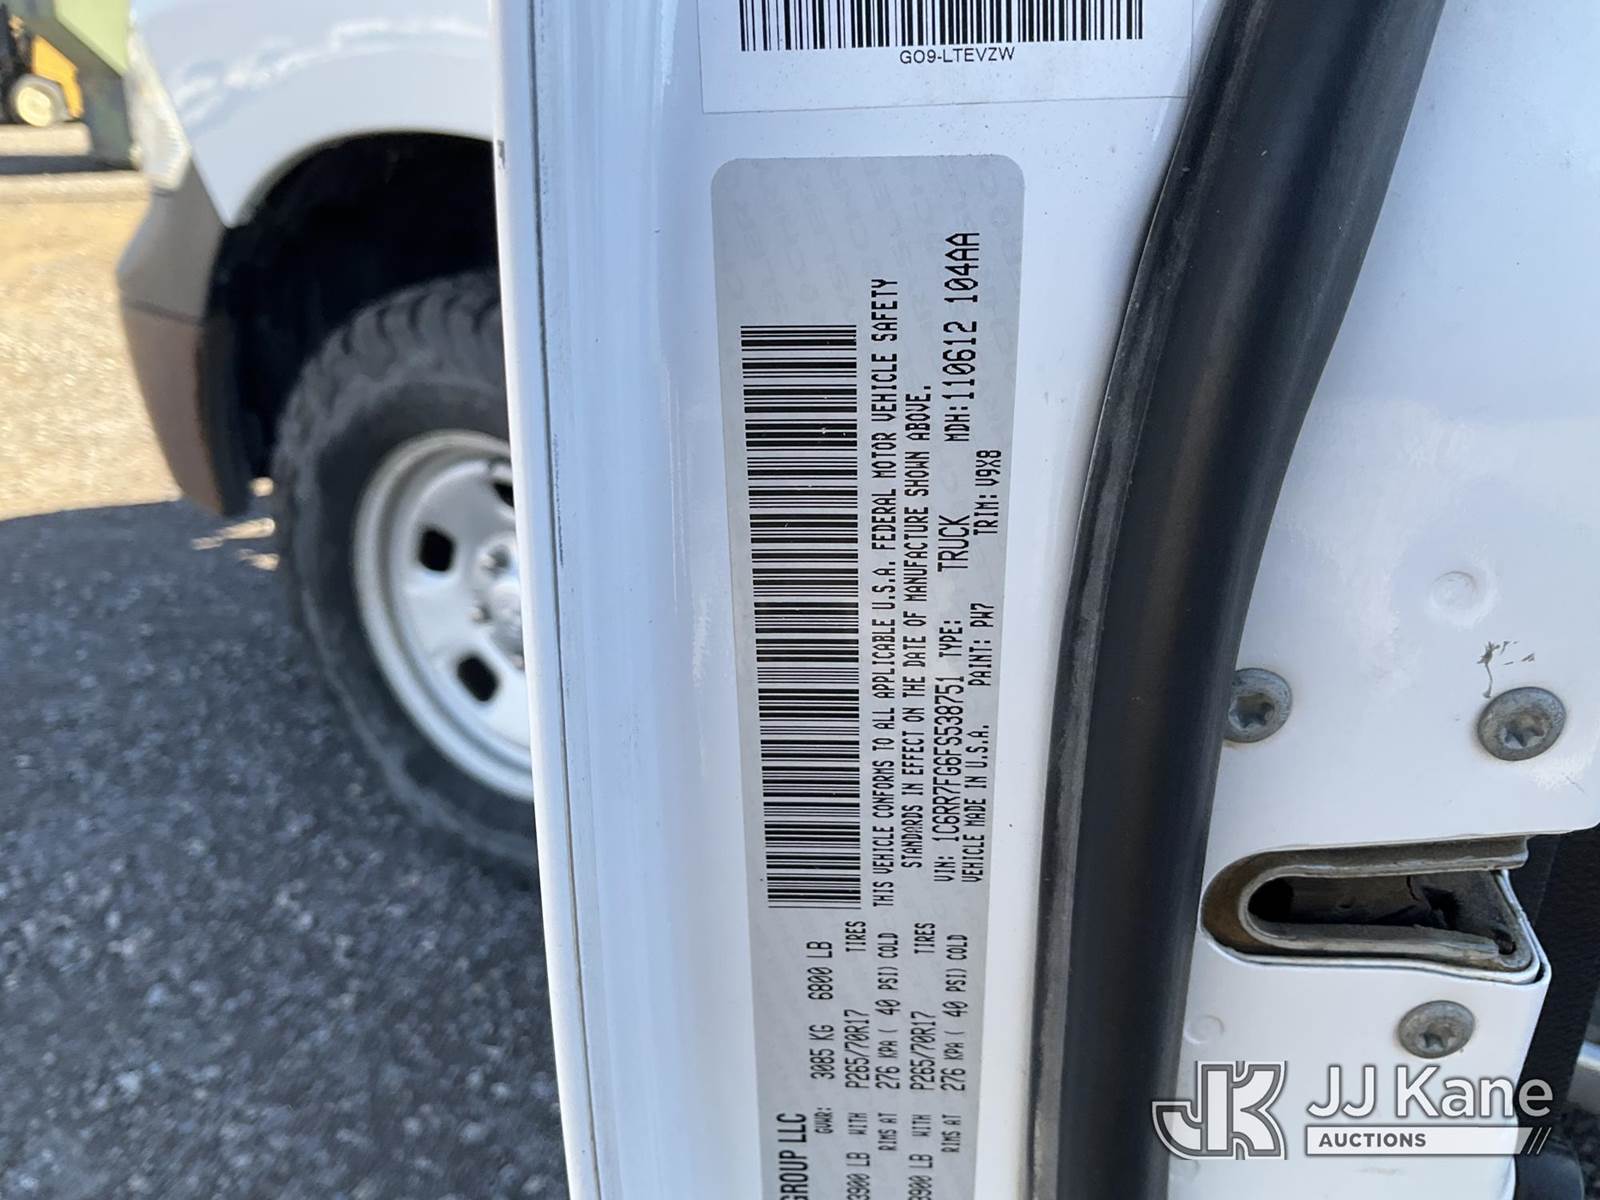 GO9-LTEVZW
GROUP LLC
GVWR: 3085 KG 6800 LB
3900 LB WITH P265/70R17 TIRES
RIMS AT 276 KPA ( 40 PSI) COLD
3900 LB WITH P265/70R17 TIRES
RIMS AT 276 KPA ( 40 PSI) COLD
THIS VEHICLE CONFORMS TO ALL APPLICABLE U.S.A. FEDERAL MOTOR VEHICLE SAFETY
STANDARDS IN EFFECT ON THE DATE OF MANUFACTURE SHOWN ABOVE.
VIN: 1C6RR7FG6FS538751 TYPE: TRUCK MDH:110612 104AA
VEHICLE MADE IN U.S.A. PAINT: PW7 TRIM: V9X8
JK JJ Kane
AUCTIONS